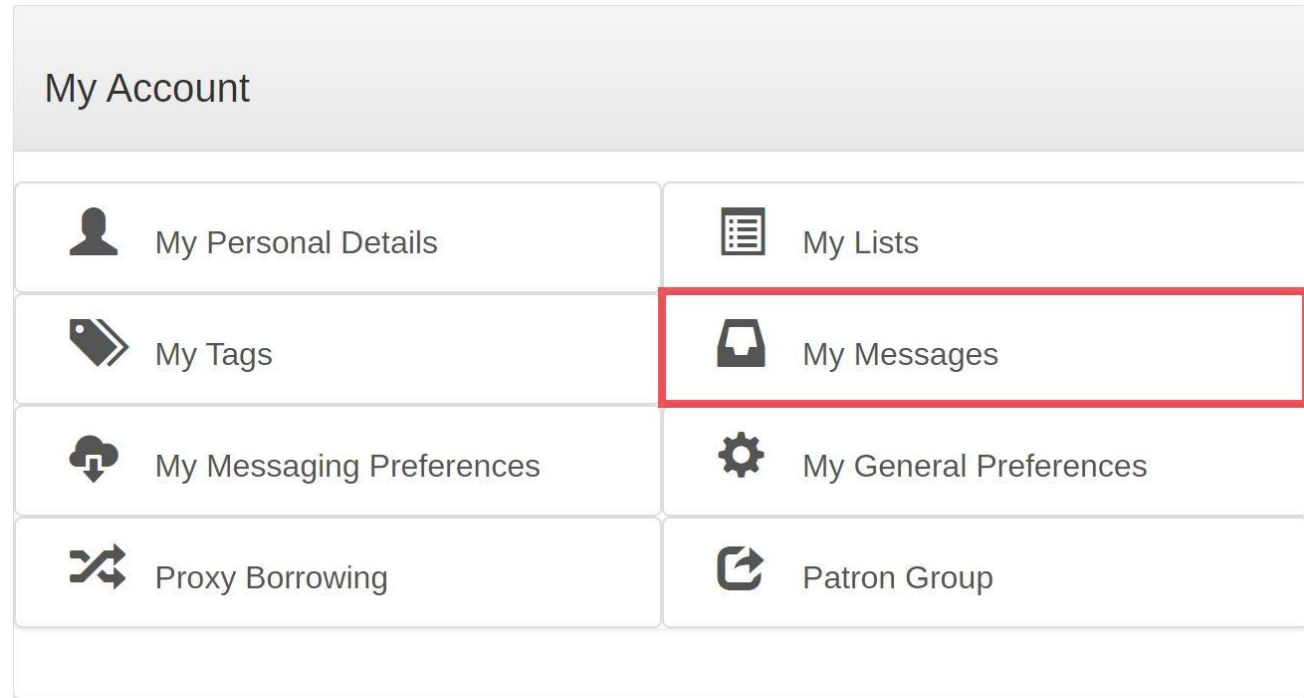 My Account
My Personal Details
My Lists
My Tags
My Messages
My Messaging Preferences
My General Preferences
Proxy Borrowing
Patron Group